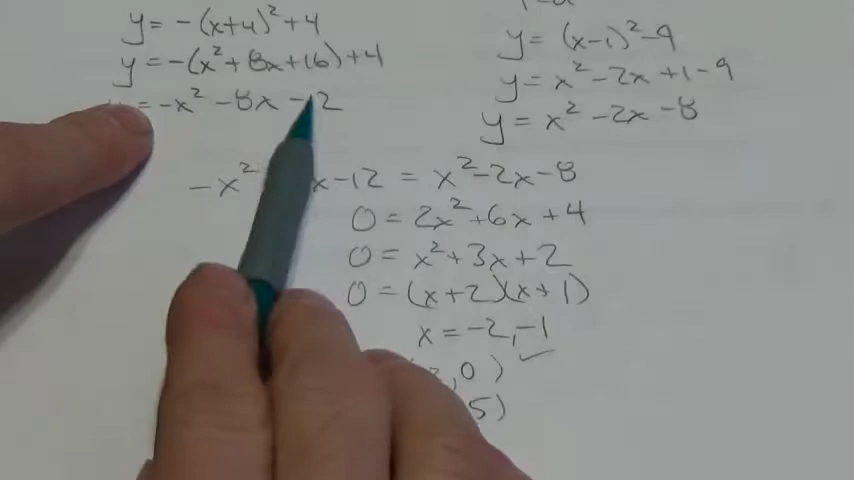 y = -(x+4)² + 4
y = -(x² + 8x + 16) + 4
= -x² - 8x - 12
y = (x-1)² - 9
y = x² - 2x + 1 - 9
y = x² - 2x - 8
-x² x - 12 = x² - 2x - 8
0 = 2x² + 6x + 4
0 = x² + 3x + 2
0 = (x+2)(x+1)
x = -2, -1
, 0 )
5)